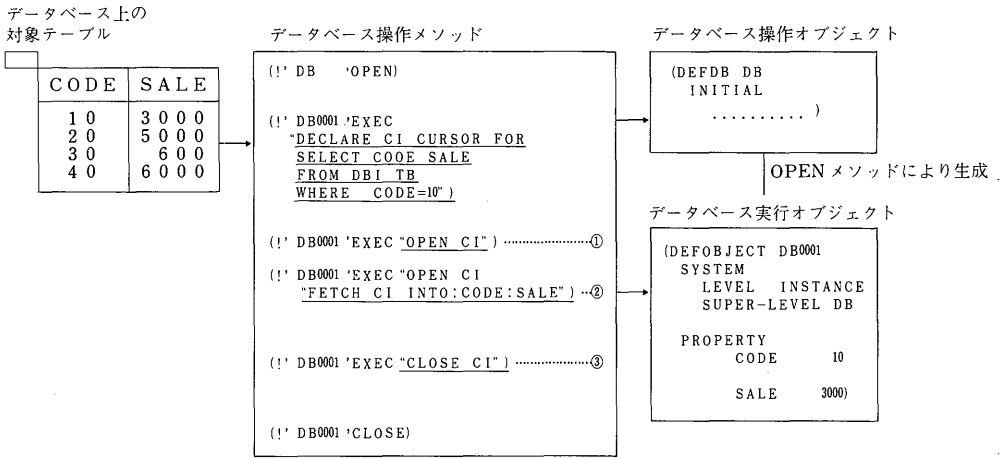 データベース上の
対象テーブル
CODE SALE
10 3000
20 5000
30 600
40 6000
データベース操作メソッド
(!' DB 'OPEN)
(!' DB0001 'EXEC
"DECLARE CI CURSOR FOR
SELECT COOE SALE
FROM DBI TB
WHERE CODE=10" )
(!' DB0001 'EXEC "OPEN CI" ) ……………………①
(!' DB0001 'EXEC "OPEN CI
"FETCH CI INTO:CODE:SALE" ) …②
(!' DB0001 'EXEC "CLOSE CI" ) …………………③
(!' DB0001 'CLOSE)
データベース操作オブジェクト
(DEFDB DB
INITIAL
.......... )
OPENメソッドにより生成
データベース実行オブジェクト
(DEFOBJECT DB0001
SYSTEM
LEVEL INSTANCE
SUPER-LEVEL DB
PROPERTY
CODE 10
SALE 3000)